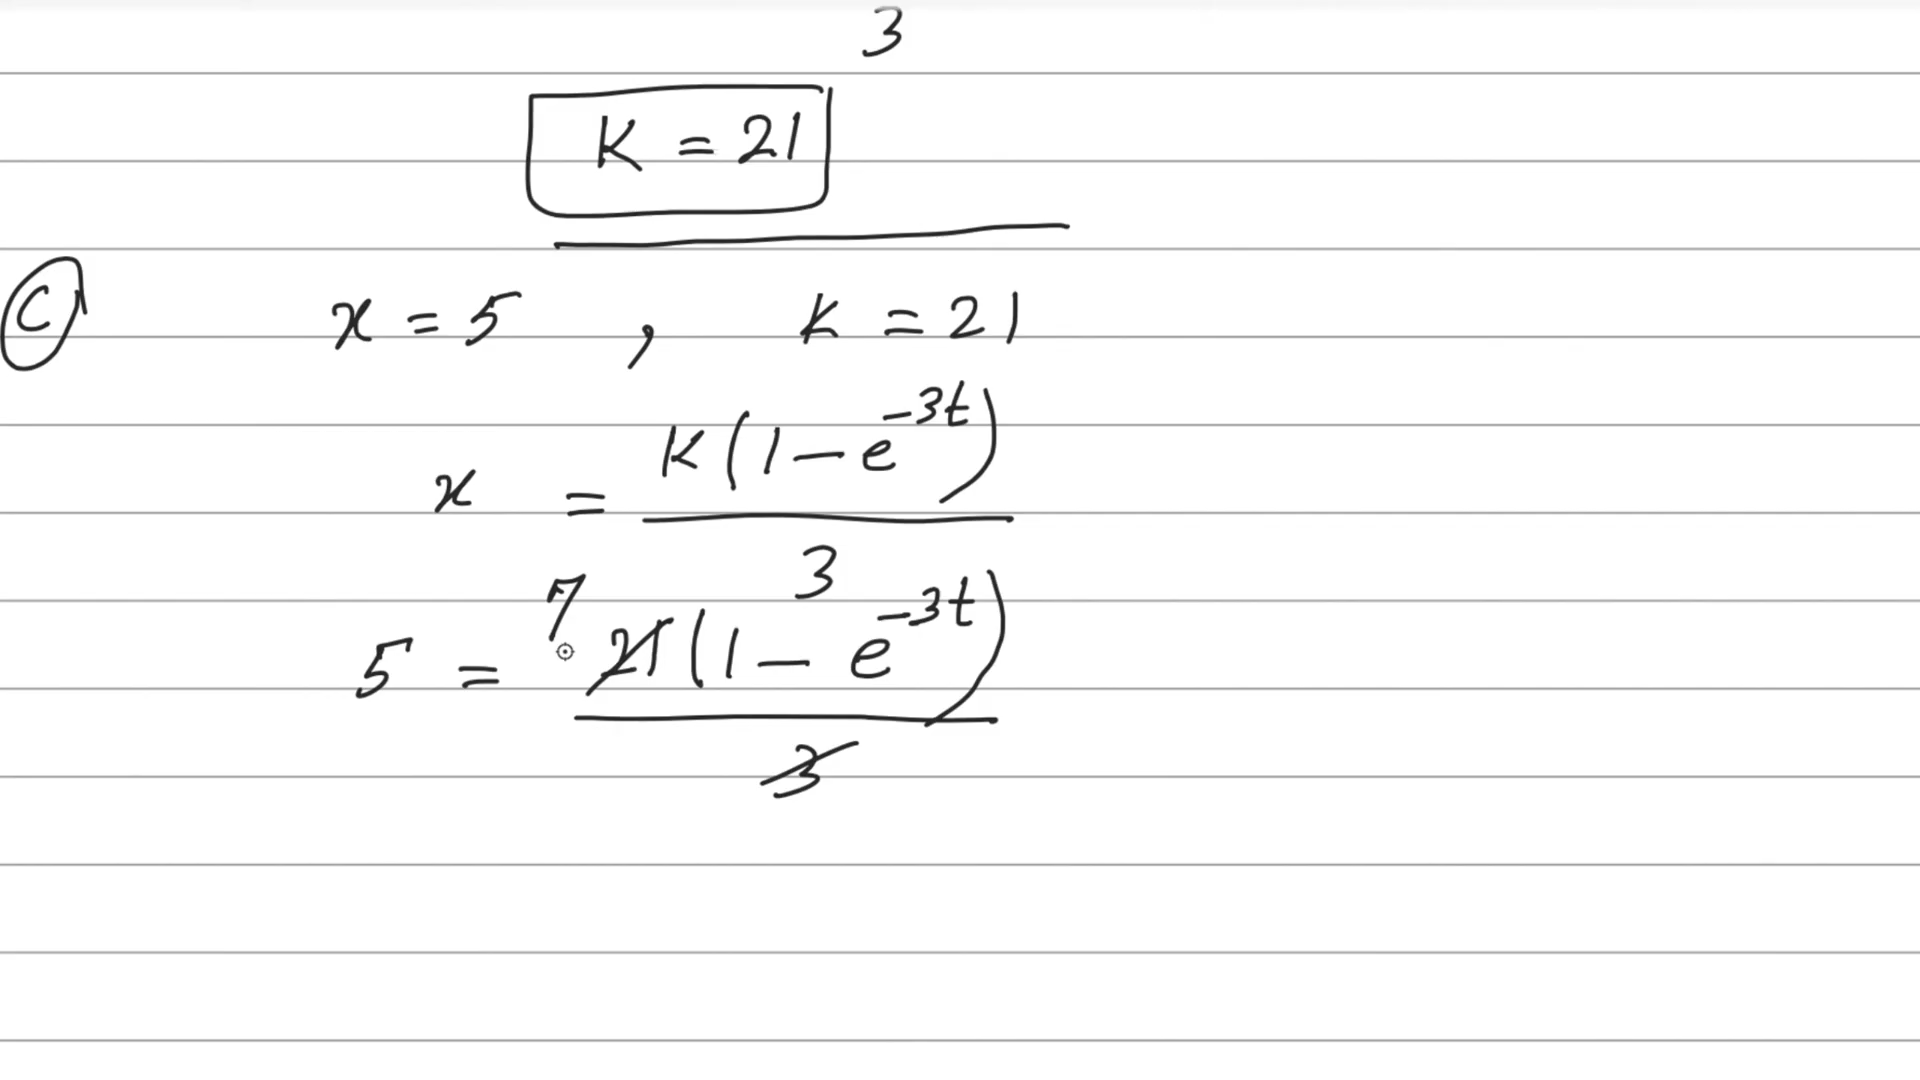 3
K = 21
C x = 5 , K = 21
x = K(1 - e^-3t)
3
7
5 = 21(1 - e^-3t)
3